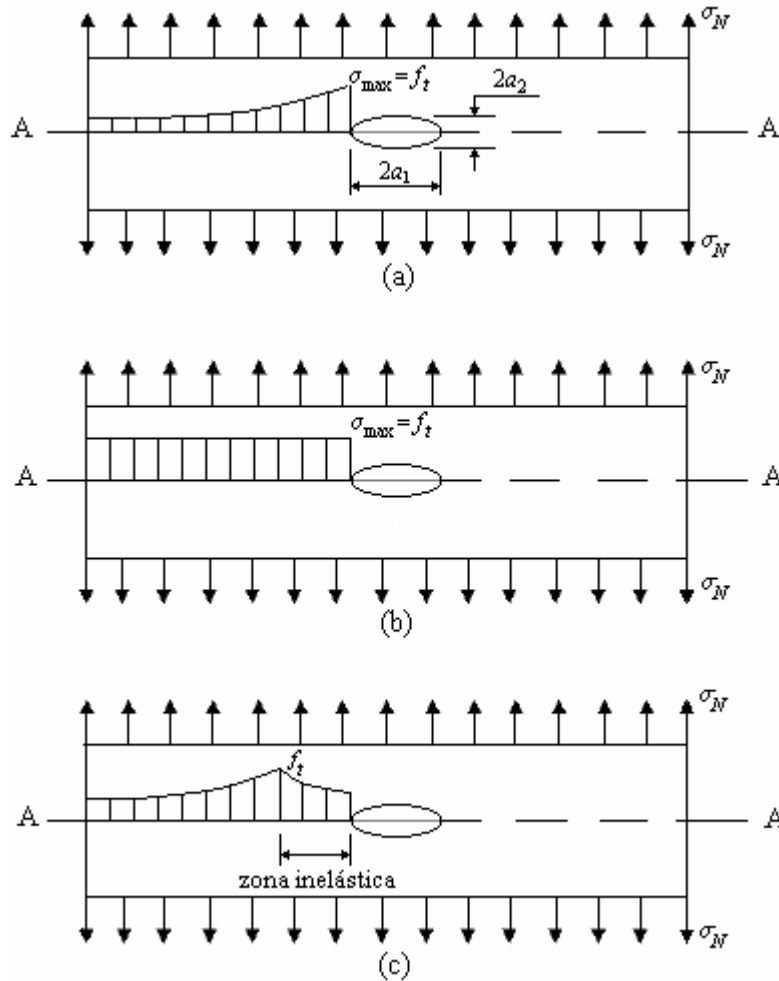 σN
σmax = ft
2a2
A A
2a1
σN
(a)
σN
σmax = ft
A A
σN
(b)
σN
ft
A A
zona inelástica
σN
(c)